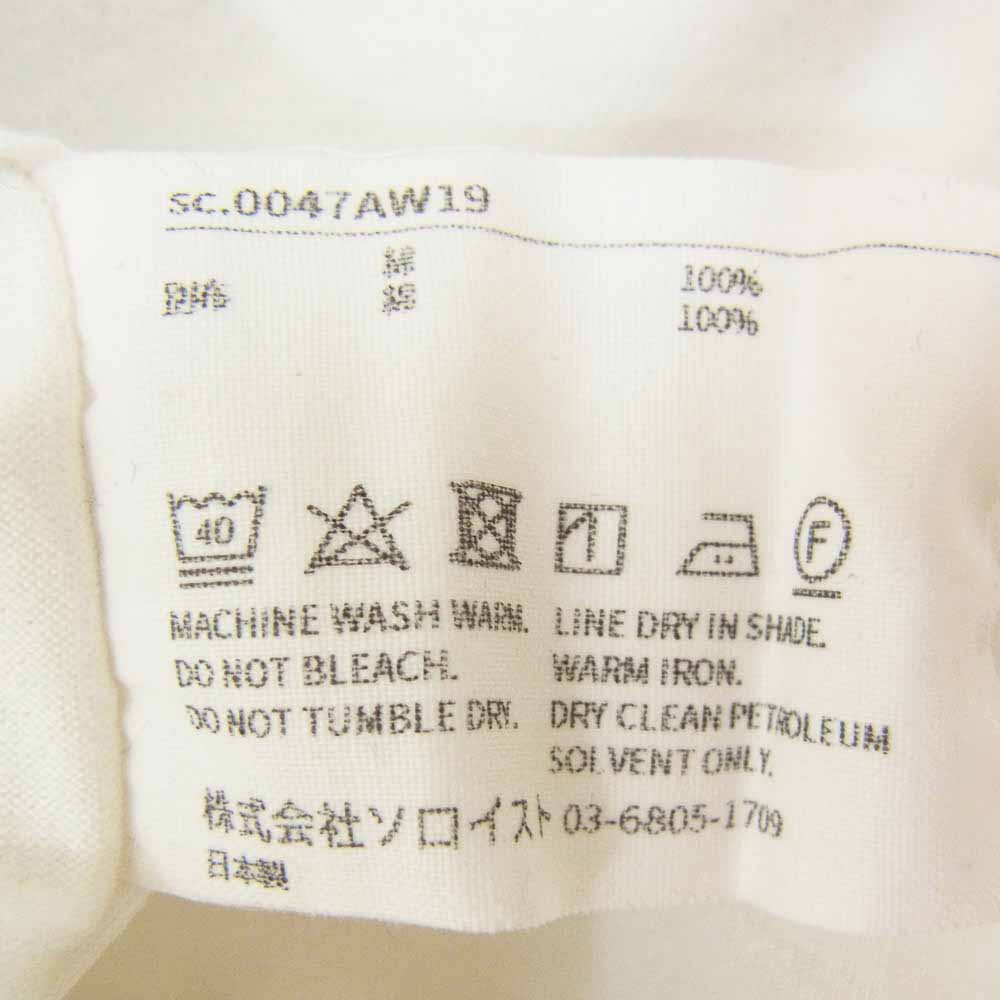 sc.0047AW19
綿 100%
別布 綿 100%
40 F
MACHINE WASH WARM. LINE DRY IN SHADE.
DO NOT BLEACH. WARM IRON.
DO NOT TUMBLE DRY. DRY CLEAN PETROLEUM
SOLVENT ONLY.
株式会社ソロイスト 03-6805-1709
日本製